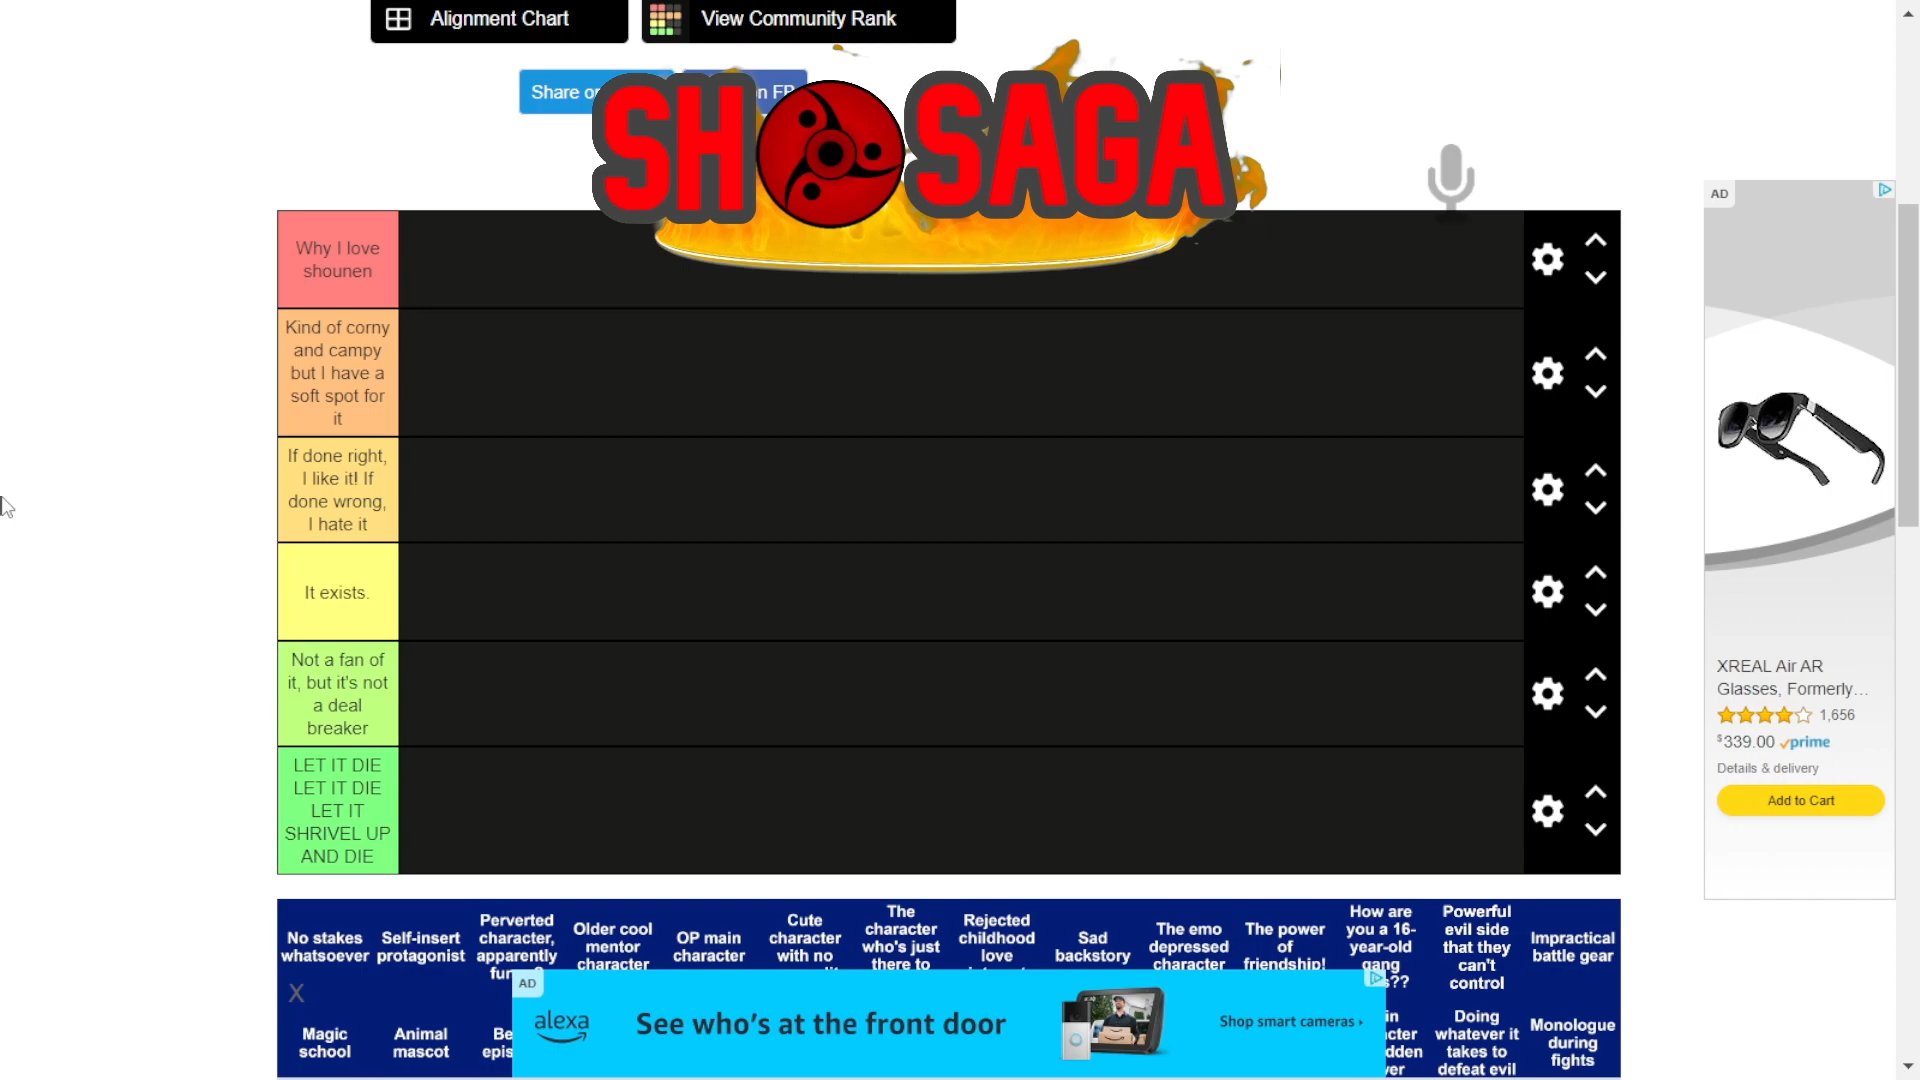 Alignment Chart
View Community Rank
Share on FB
SH SAGA
Why I love
shounen
Kind of corny
and campy
but I have a
soft spot for
it
If done right,
I like it! If
done wrong,
I hate it
It exists.
Not a fan of
it, but it's not
a deal
breaker
LET IT DIE
LET IT DIE
LET IT
SHRIVEL UP
AND DIE
AD
XREAL Air AR
Glasses, Formerly...
1,656
$339.00 prime
Details & delivery
Add to Cart
No stakes
whatsoever
Self-insert
protagonist
Perverted
character,
apparently
Older cool
mentor
character
OP main
character
Cute
character
with no
The
character
who's just
there to
Rejected
childhood
love
Sad
backstory
The emo
depressed
character
The power
of
friendship!
How are
you a 16-
year-old
gang
??
Powerful
evil side
that they
can't
control
Impractical
battle gear
X
Magic
school
Animal
mascot
Doing
whatever it
takes to
defeat evil
Monologue
during
fights
AD
alexa
See who's at the front door
Shop smart cameras ›